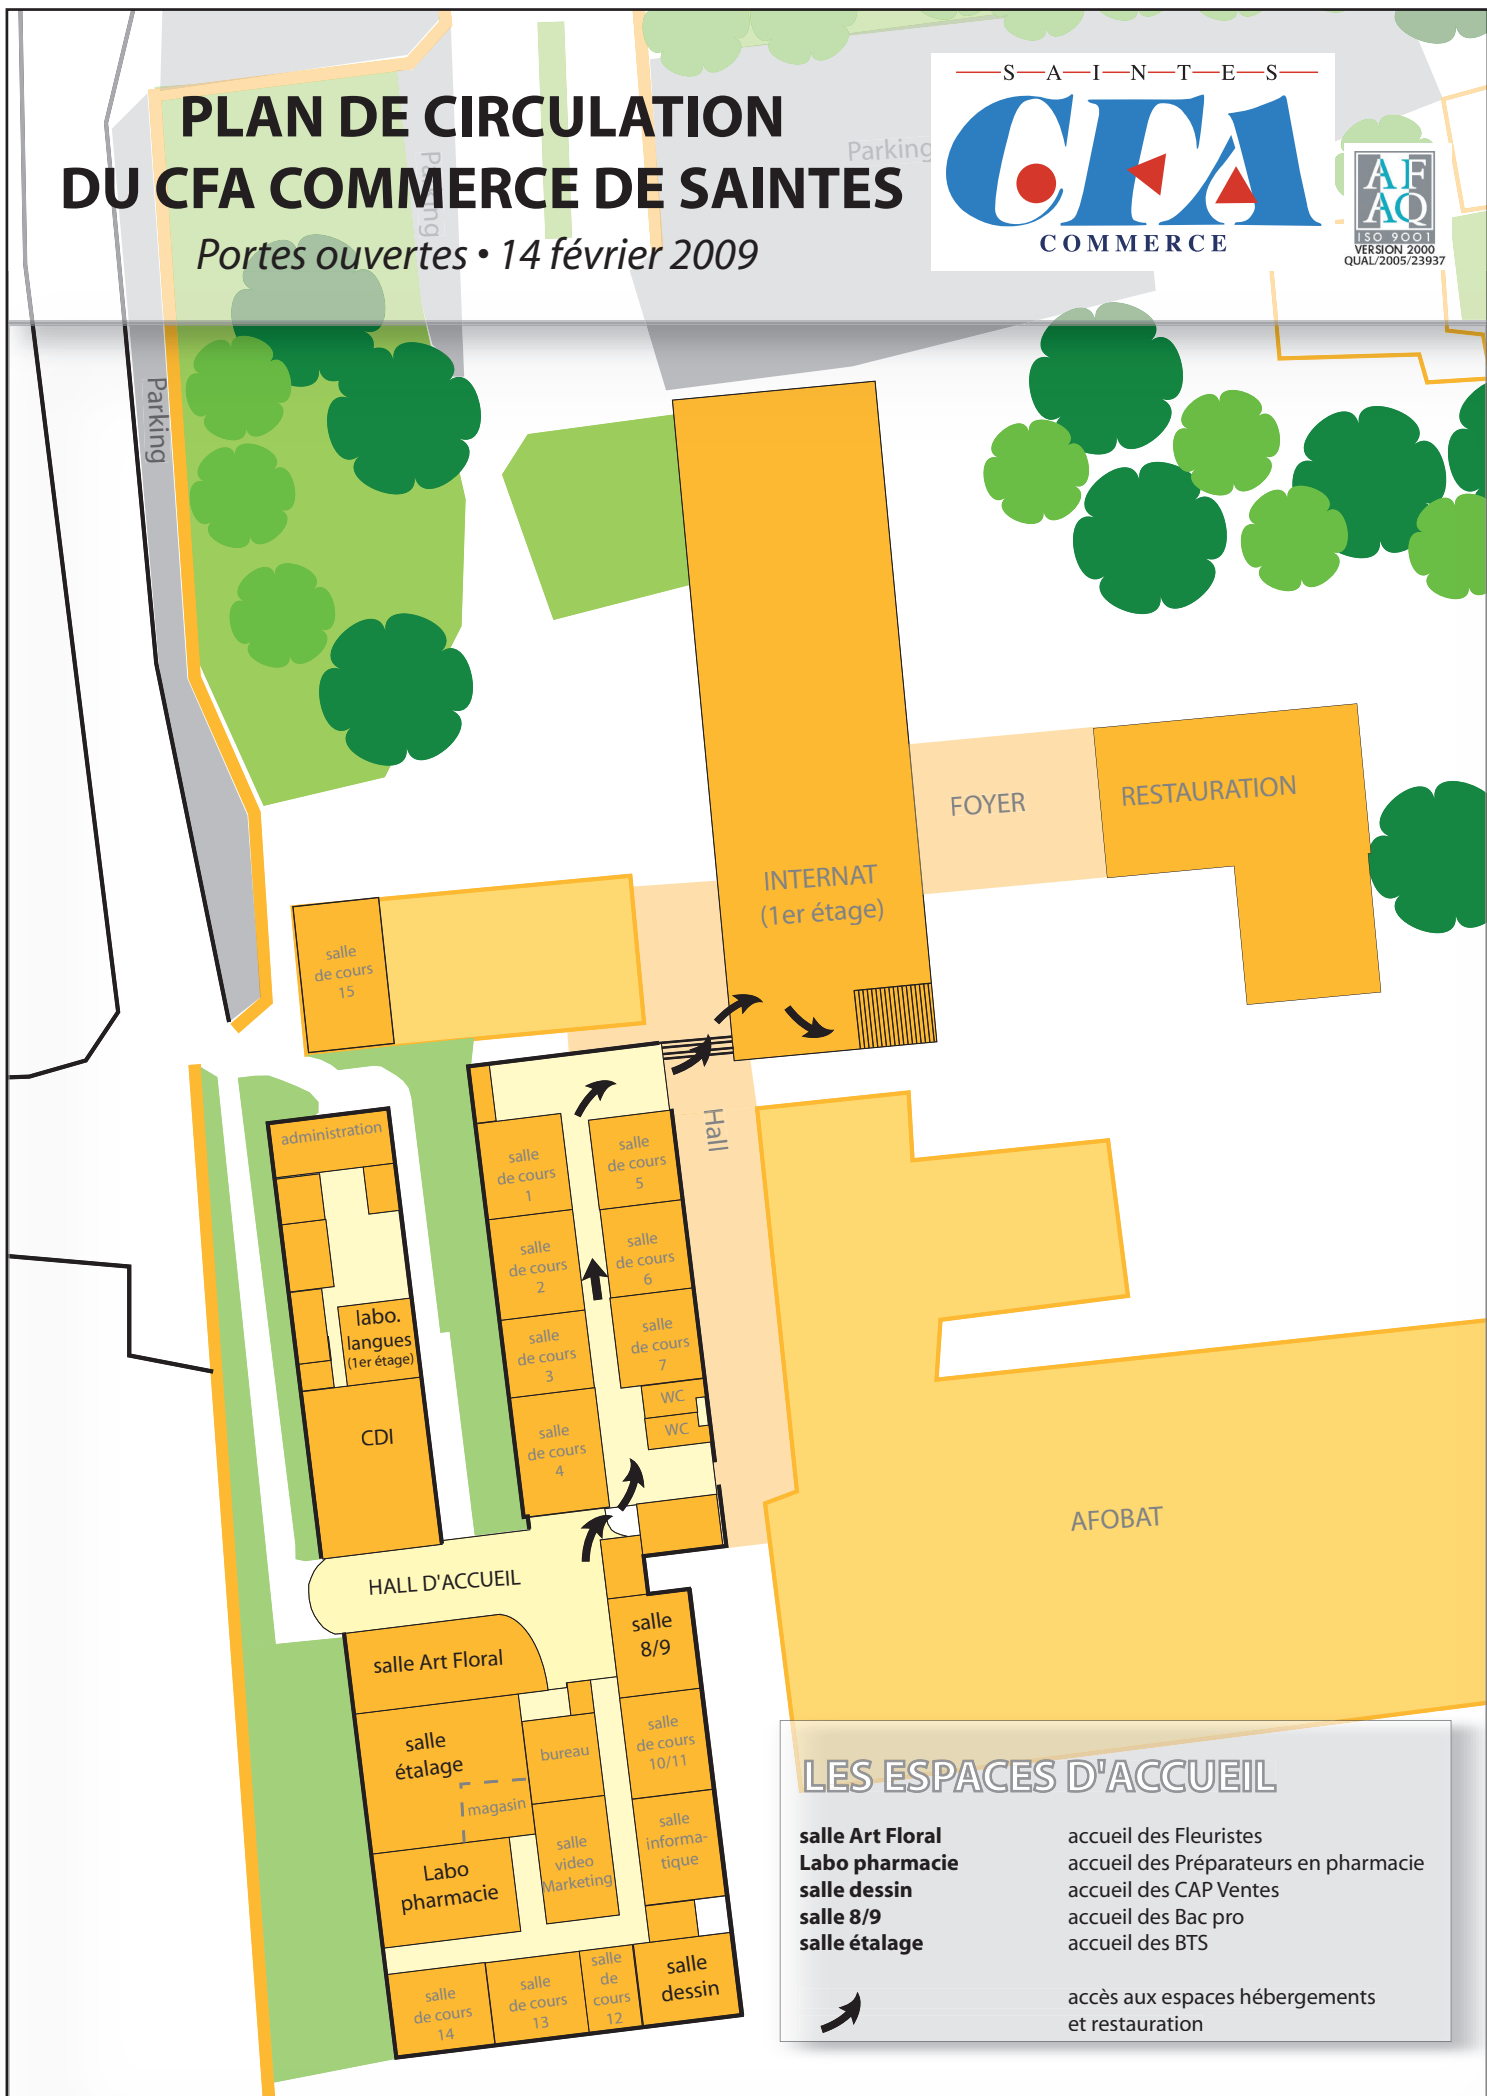 PLAN DE CIRCULATION
DU CFA COMMERCE DE SAINTES
Portes ouvertes • 14 février 2009
S-A-I-N-T-E-S
CFA
COMMERCE
AF
AQ
ISO 9001
VERSION 2000
QUAL/2005/23937
Parking
Parking
Parking
FOYER
RESTAURATION
INTERNAT
(1er étage)
salle
de cours
15
Hall
administration
salle
de cours
1
salle
de cours
5
salle
de cours
2
salle
de cours
6
labo.
langues
(1er étage)
salle
de cours
3
salle
de cours
7
WC
WC
CDI
salle
de cours
4
AFOBAT
HALL D'ACCUEIL
salle
8/9
salle Art Floral
salle
étalage
bureau
salle
de cours
10/11
magasin
salle
informa-
tique
salle
video
Marketing
Labo
pharmacie
salle
de cours
14
salle
de cours
13
salle
de
cours
12
salle
dessin
LES ESPACES D'ACCUEIL
salle Art Floral accueil des Fleuristes
Labo pharmacie accueil des Préparateurs en pharmacie
salle dessin accueil des CAP Ventes
salle 8/9 accueil des Bac pro
salle étalage accueil des BTS
accès aux espaces hébergements
et restauration